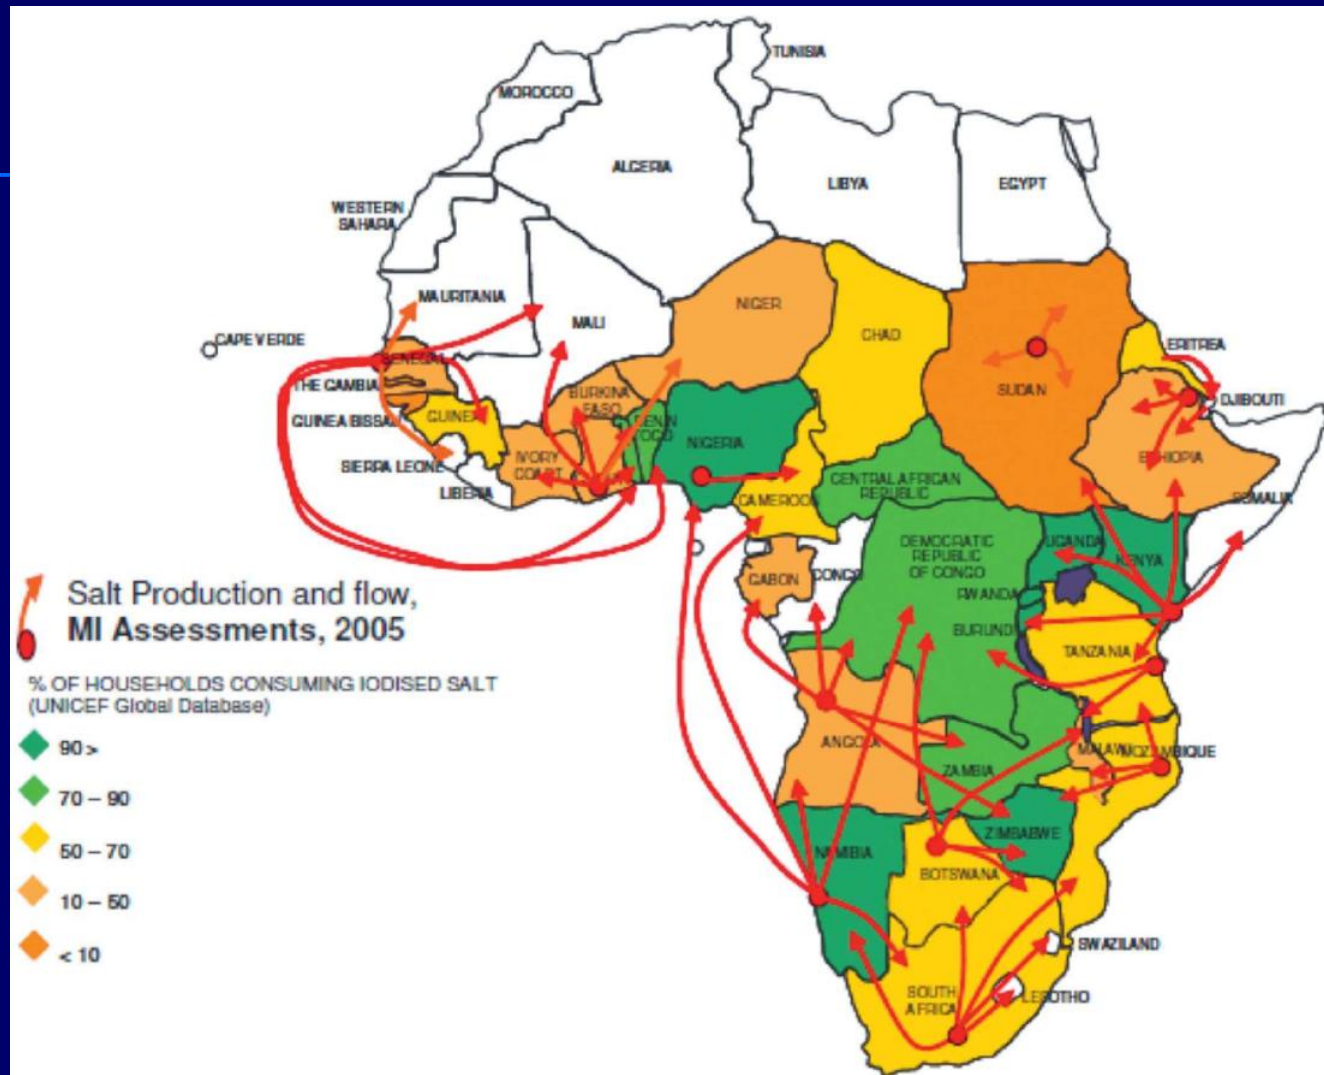 TUNISIA
MOROCCO
ALGERIA
LIBYA
EGYPT
WESTERN
SAHARA
MAURITANIA
MALI
NIGER
CHAD
SUDAN
ERITREA
DJIBOUTI
CAPE VERDE
SENEGAL
THE GAMBIA
GUINEA BISSAU
GUINEA
SIERRA LEONE
LIBERIA
IVORY
COAST
BURKINA
FASO
BENIN
TOGO
NIGERIA
CAMEROON
CENTRAL AFRICAN
REPUBLIC
ETHIOPIA
SOMALIA
UGANDA
KENYA
DEMOCRATIC
REPUBLIC
OF CONGO
GABON
CONGO
RWANDA
BURUNDI
TANZANIA
ANGOLA
ZAMBIA
MALAWI
MOZAMBIQUE
ZIMBABWE
NAMIBIA
BOTSWANA
SWAZILAND
SOUTH
AFRICA
LESOTHO
Salt Production and flow,
MI Assessments, 2005
% OF HOUSEHOLDS CONSUMING IODISED SALT
(UNICEF Global Database)
90 >
70 – 90
50 – 70
10 – 50
< 10